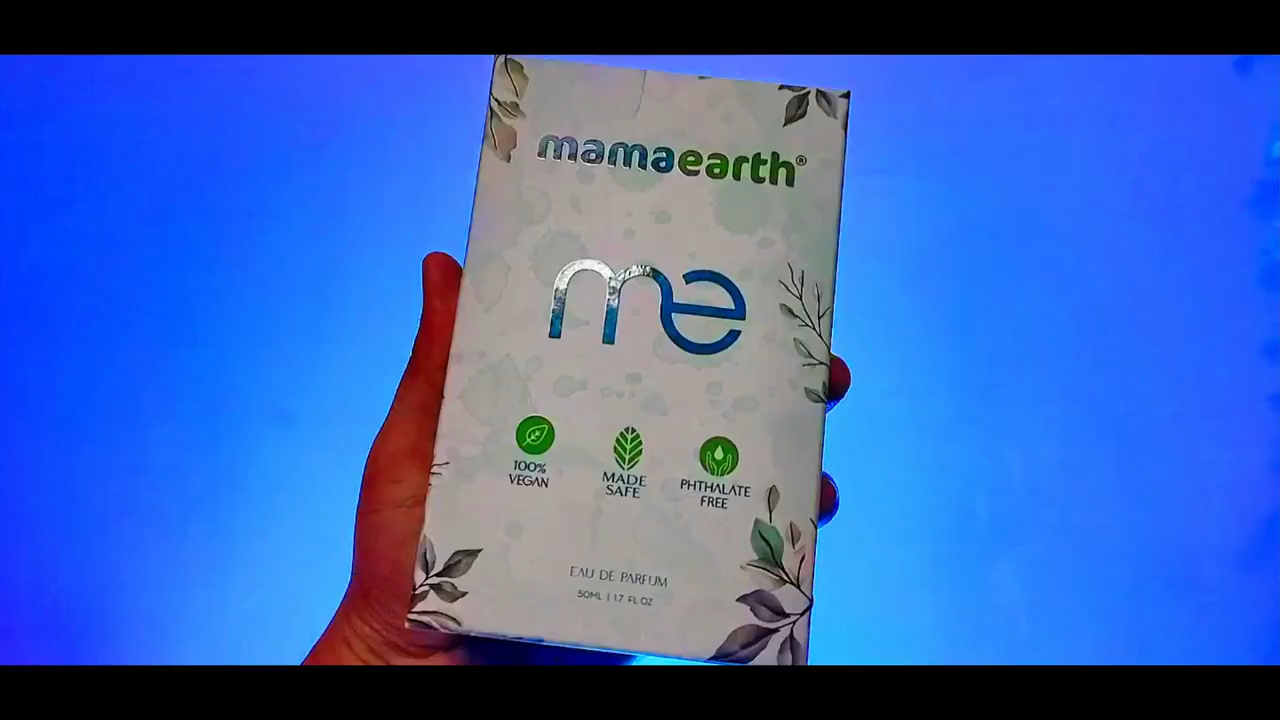 mamaearth®
me
100%
VEGAN
MADE
SAFE
PHTHALATE
FREE
EAU DE PARFUM
50ML | 1.7 FL OZ